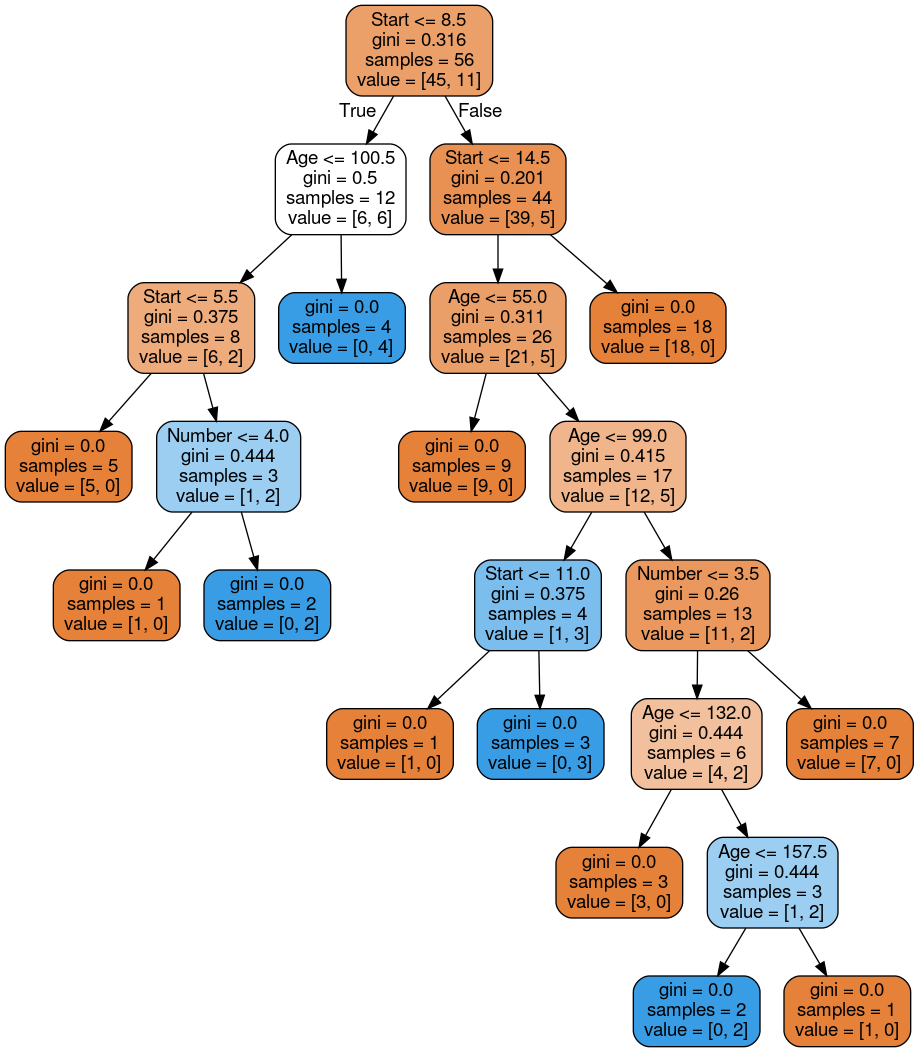 Start <= 8.5
gini = 0.316
samples = 56
value = [45, 11]
True
False
Age <= 100.5
gini = 0.5
samples = 12
value = [6, 6]
Start <= 14.5
gini = 0.201
samples = 44
value = [39, 5]
Start <= 5.5
gini = 0.375
samples = 8
value = [6, 2]
gini = 0.0
samples = 4
value = [0, 4]
Age <= 55.0
gini = 0.311
samples = 26
value = [21, 5]
gini = 0.0
samples = 18
value = [18, 0]
gini = 0.0
samples = 5
value = [5, 0]
Number <= 4.0
gini = 0.444
samples = 3
value = [1, 2]
gini = 0.0
samples = 9
value = [9, 0]
Age <= 99.0
gini = 0.415
samples = 17
value = [12, 5]
gini = 0.0
samples = 1
value = [1, 0]
gini = 0.0
samples = 2
value = [0, 2]
Start <= 11.0
gini = 0.375
samples = 4
value = [1, 3]
Number <= 3.5
gini = 0.26
samples = 13
value = [11, 2]
gini = 0.0
samples = 1
value = [1, 0]
gini = 0.0
samples = 3
value = [0, 3]
Age <= 132.0
gini = 0.444
samples = 6
value = [4, 2]
gini = 0.0
samples = 7
value = [7, 0]
gini = 0.0
samples = 3
value = [3, 0]
Age <= 157.5
gini = 0.444
samples = 3
value = [1, 2]
gini = 0.0
samples = 2
value = [0, 2]
gini = 0.0
samples = 1
value = [1, 0]